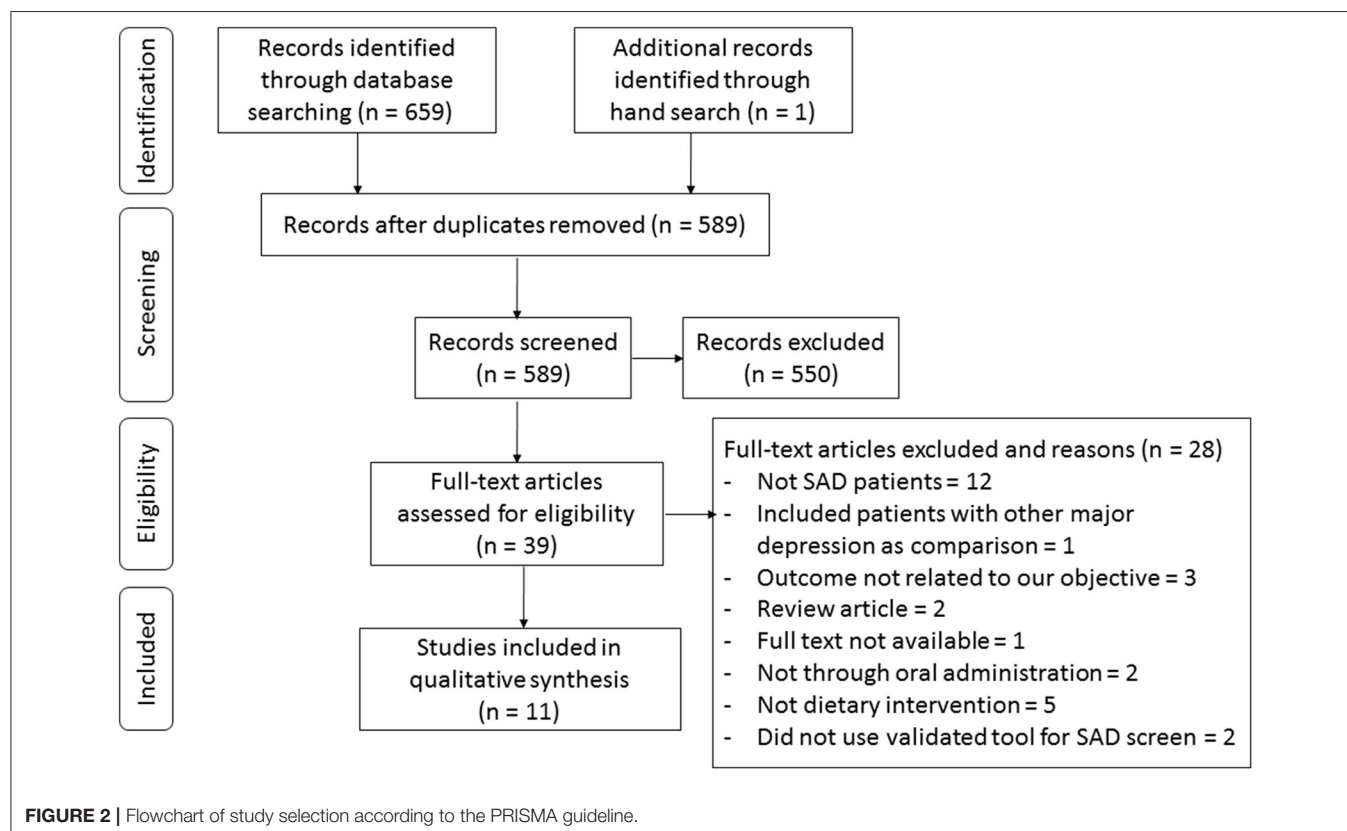 Identification
Records identified
through database
searching (n = 659)
Additional records
identified through
hand search (n = 1)
Screening
Records after duplicates removed (n = 589)
Records screened
(n = 589)
Records excluded
(n = 550)
Eligibility
Full-text articles
assessed for eligibility
(n = 39)
Full-text articles excluded and reasons (n = 28)
- Not SAD patients = 12
- Included patients with other major
depression as comparison = 1
- Outcome not related to our objective = 3
- Review article = 2
- Full text not available = 1
- Not through oral administration = 2
- Not dietary intervention = 5
- Did not use validated tool for SAD screen = 2
Included
Studies included in
qualitative synthesis
(n = 11)
FIGURE 2 | Flowchart of study selection according to the PRISMA guideline.